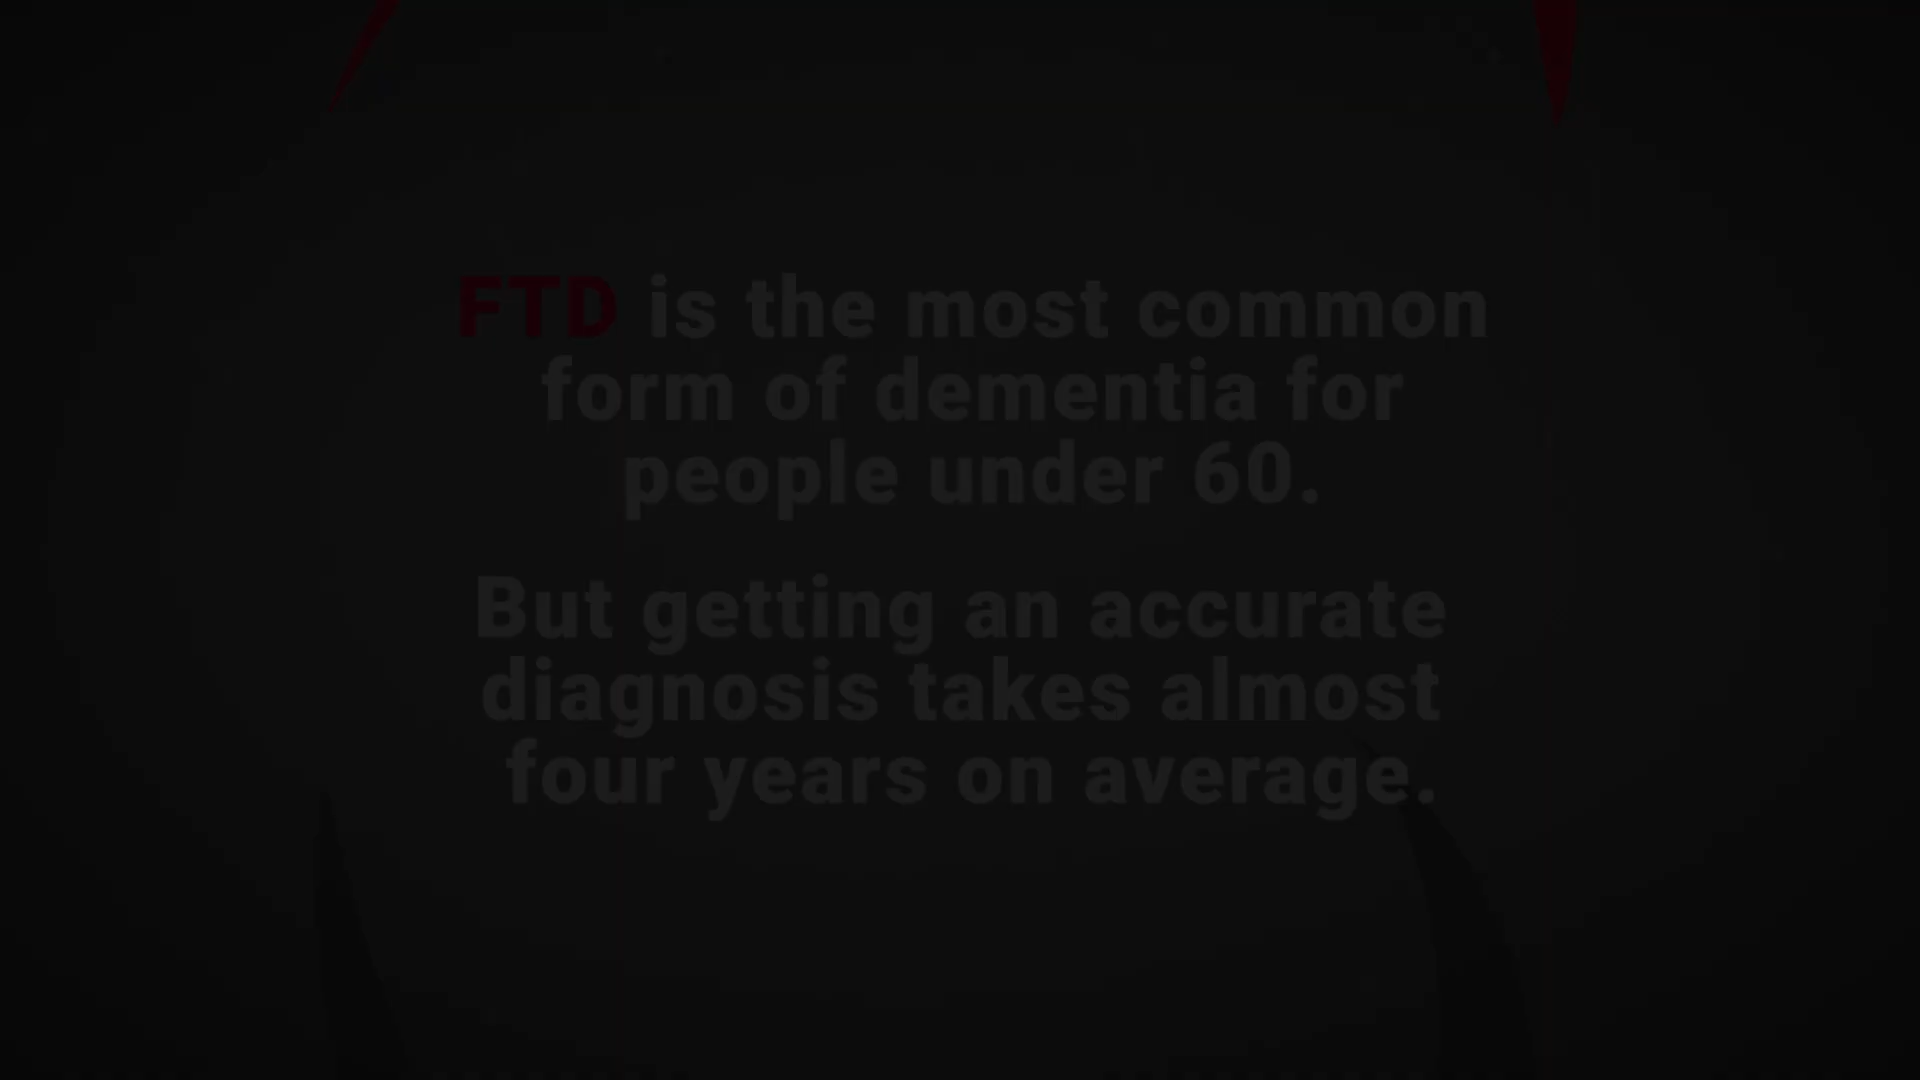 FTD is the most common
form of dementia for
people under 60.
But getting an accurate
diagnosis takes almost
four years on average.